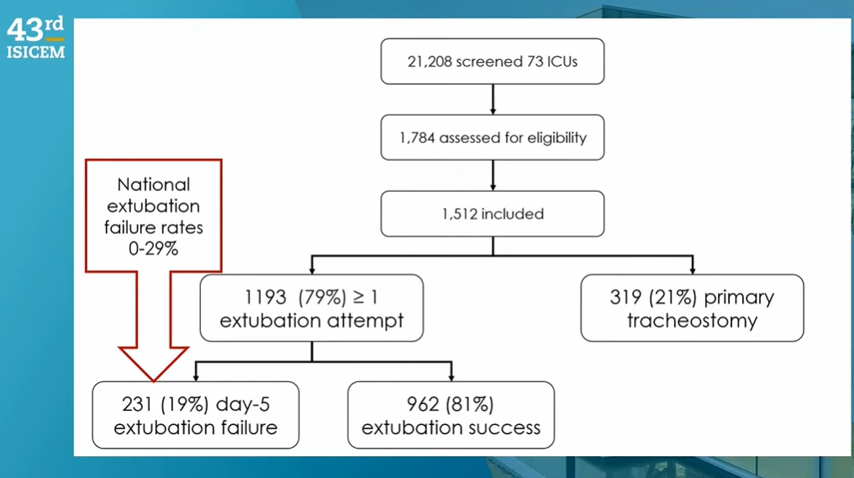 43rd
ISICEM
21,208 screened 73 ICUs
1,784 assessed for eligibility
1,512 included
National
extubation
failure rates
0-29%
1193 (79%) ≥ 1
extubation attempt
319 (21%) primary
tracheostomy
231 (19%) day-5
extubation failure
962 (81%)
extubation success